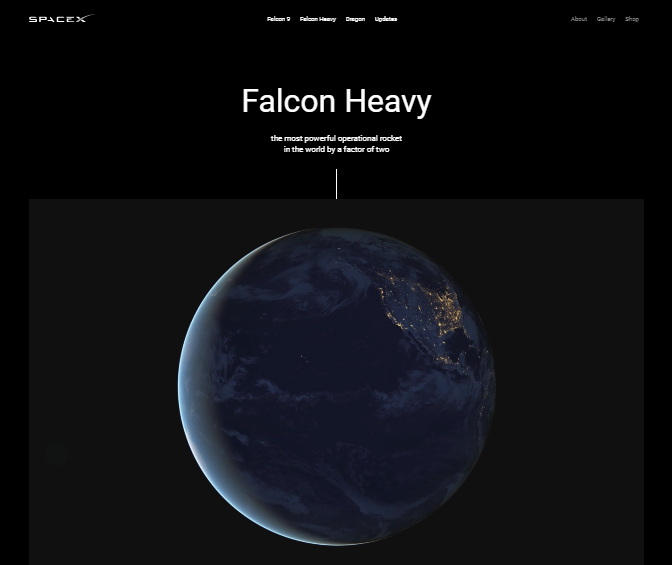 SPACEX
Falcon 9 Falcon Heavy Dragon Updates
About Gallery Shop
Falcon Heavy
the most powerful operational rocket
in the world by a factor of two